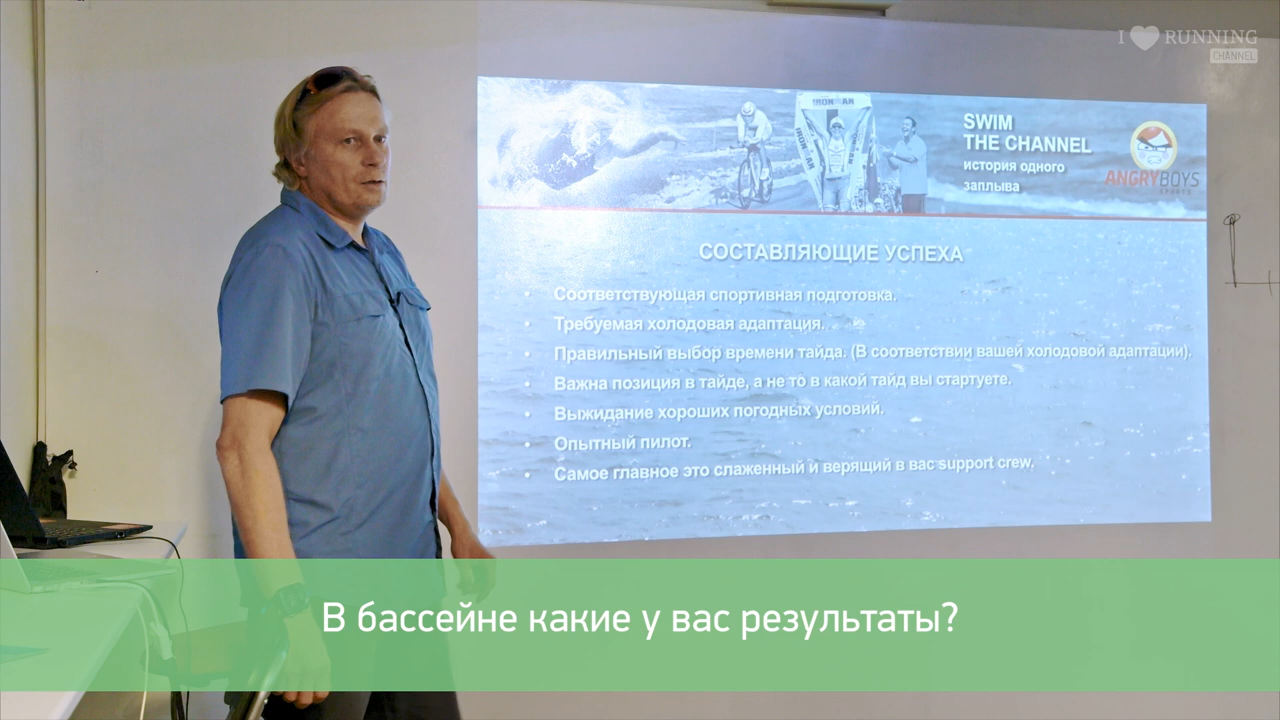 I RUNNING
CHANNEL
IRONMAN
SWIM
THE CHANNEL
история одного
заплыва
ANGRYBOYS
SPORTS
СОСТАВЛЯЮЩИЕ УСПЕХА
• Соответствующая спортивная подготовка.
• Требуемая холодовая адаптация.
• Правильный выбор времени тайда. (В соответствии вашей холодовой адаптации).
• Важна позиция в тайде, а не то в какой тайд вы стартуете.
• Выжидание хороших погодных условий.
• Опытный пилот.
• Самое главное это слаженный и верящий в вас support crew.
В бассейне какие у вас результаты?